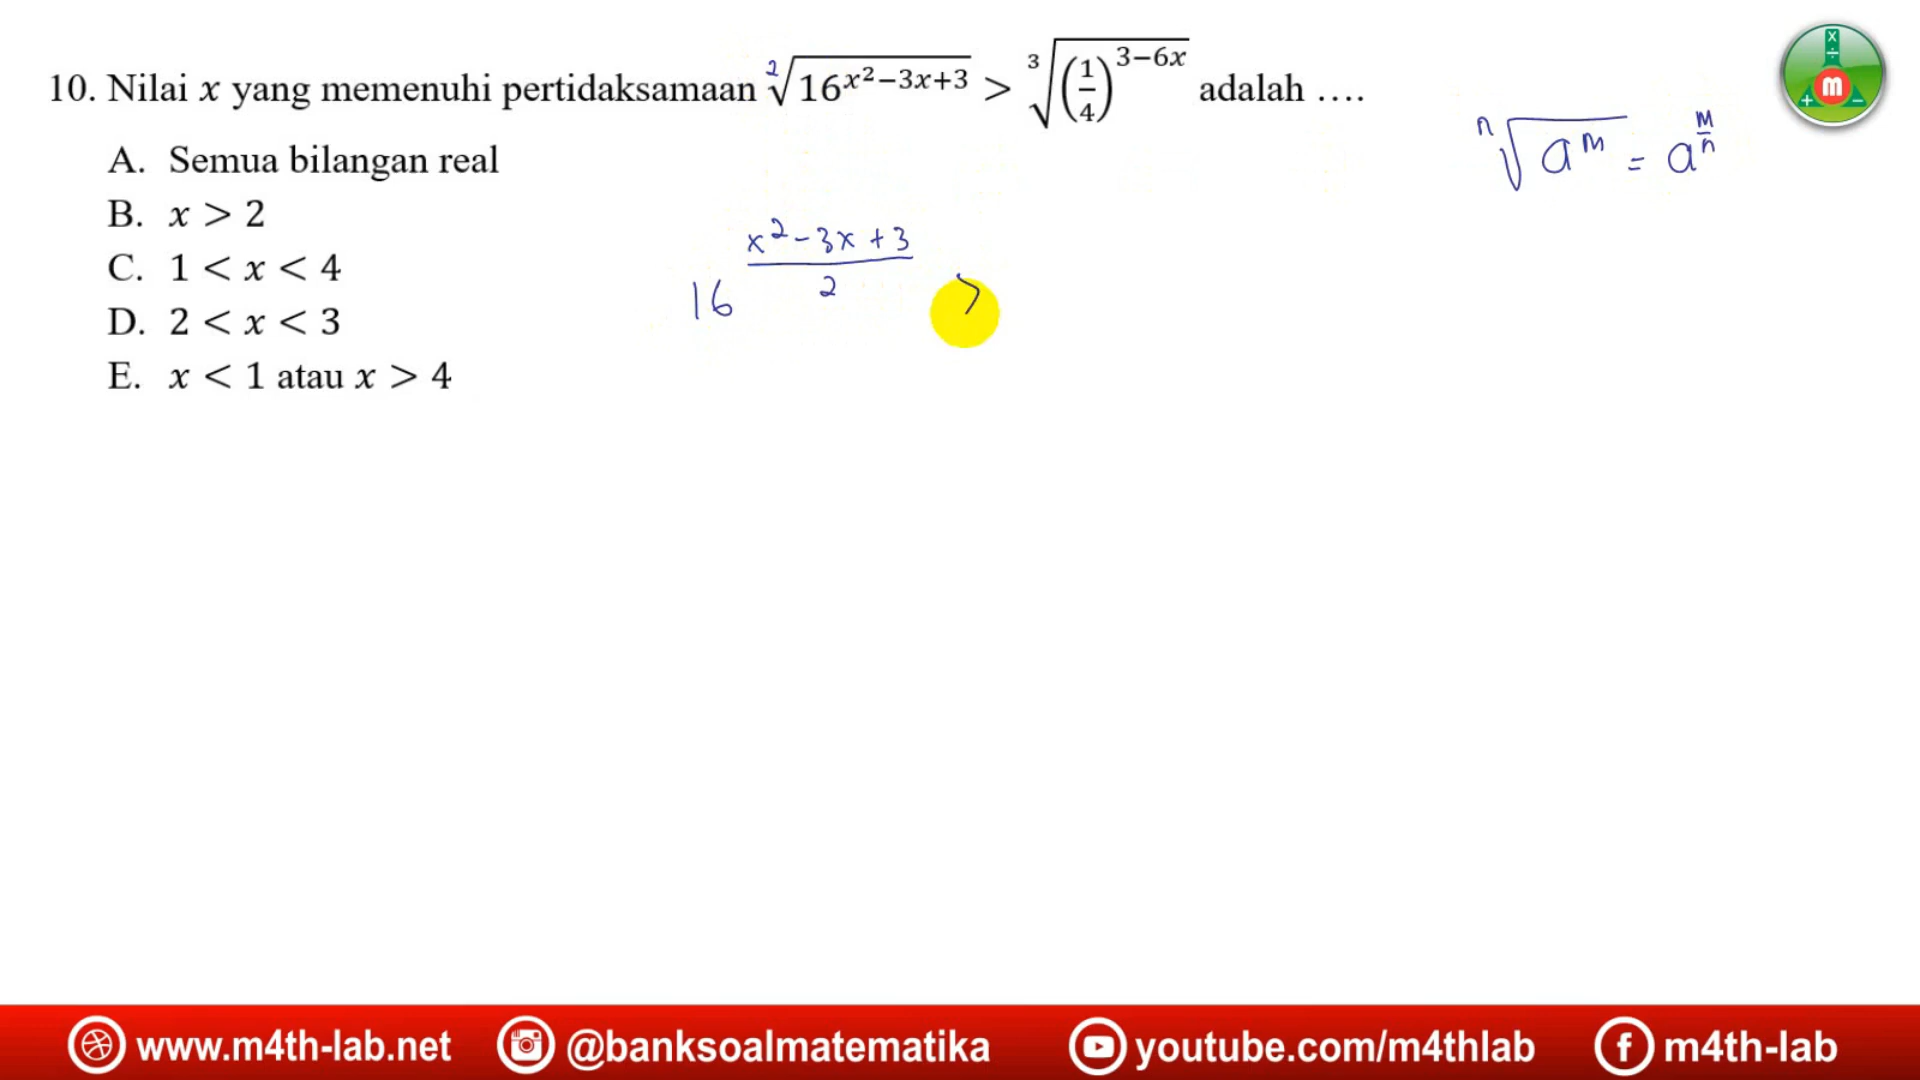 10. Nilai x yang memenuhi pertidaksamaan ²√(16^(x²−3x+3)) > ³√((1/4)^(3−6x)) adalah ….
ⁿ√(a^m) = a^(m/n)
A. Semua bilangan real
B. x > 2
C. 1 < x < 4
D. 2 < x < 3
E. x < 1 atau x > 4
16^((x²−3x+3)/2) >
x ÷ m + −
www.m4th-lab.net @banksoalmatematika youtube.com/m4thlab f m4th-lab